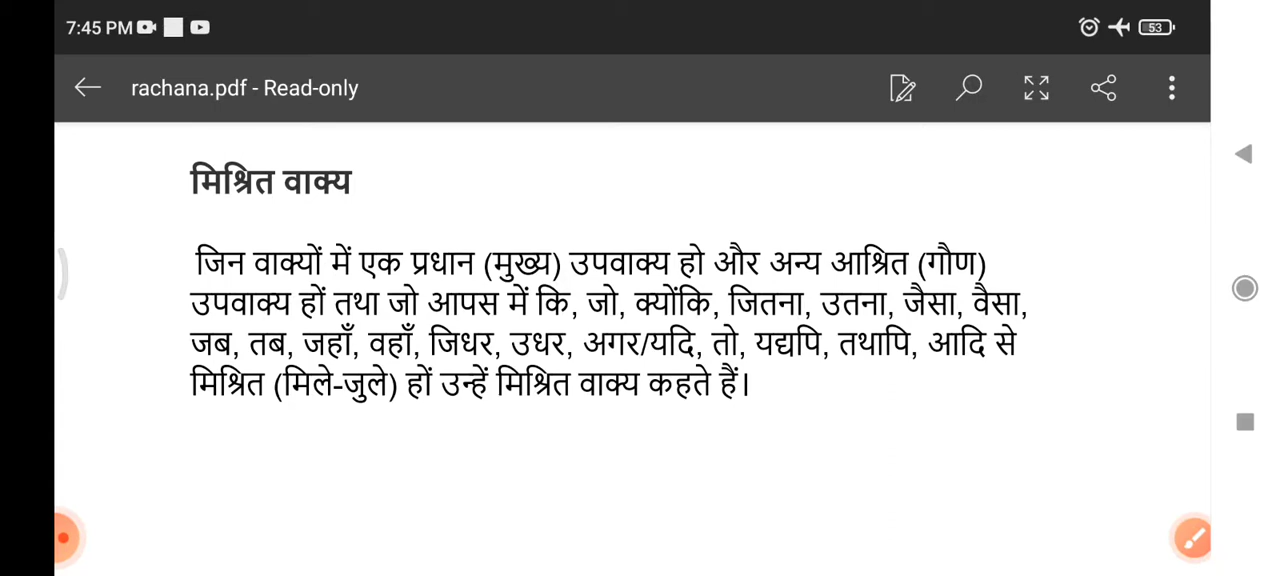 7:45 PM
53
rachana.pdf - Read-only
मिश्रित वाक्य
जिन वाक्यों में एक प्रधान (मुख्य) उपवाक्य हो और अन्य आश्रित (गौण)
उपवाक्य हों तथा जो आपस में कि, जो, क्योंकि, जितना, उतना, जैसा, वैसा,
जब, तब, जहाँ, वहाँ, जिधर, उधर, अगर/यदि, तो, यद्यपि, तथापि, आदि से
मिश्रित (मिले-जुले) हों उन्हें मिश्रित वाक्य कहते हैं।